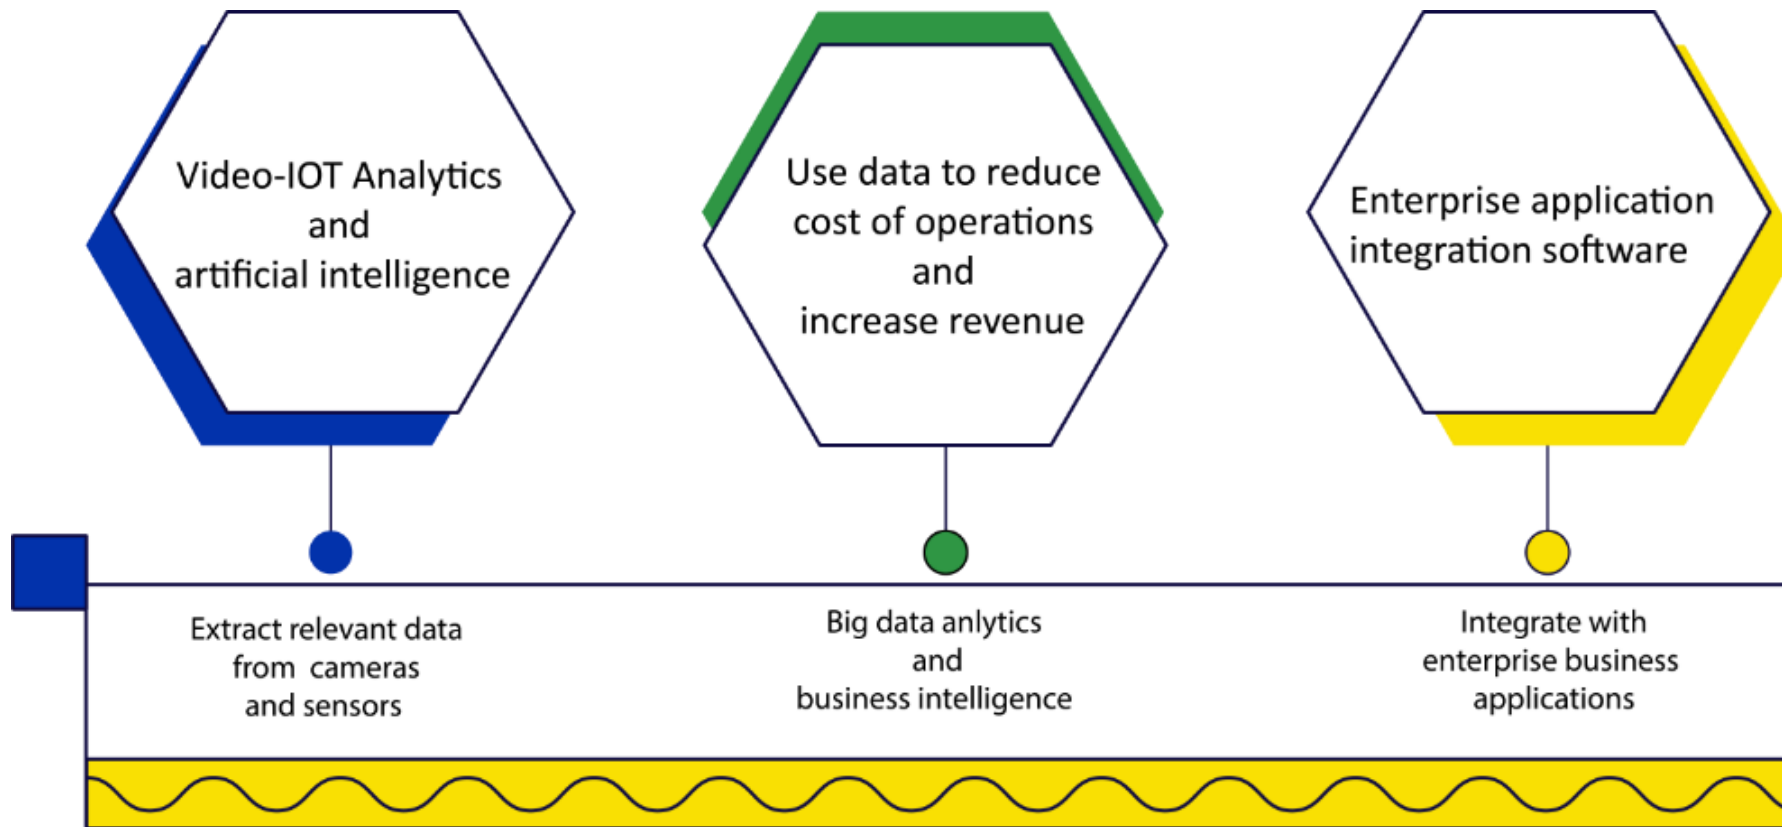 Video-IOT Analytics
and
artificial intelligence
Use data to reduce
cost of operations
and
increase revenue
Enterprise application
integration software
Extract relevant data
from cameras
and sensors
Big data anlytics
and
business intelligence
Integrate with
enterprise business
applications